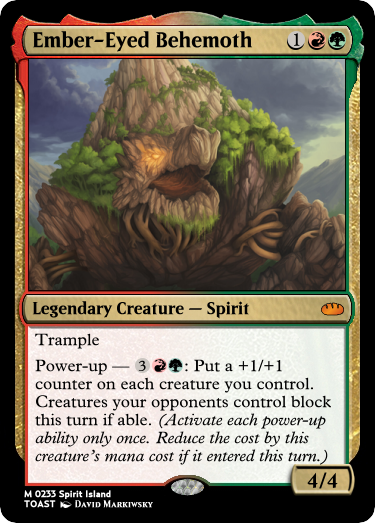 Ember-Eyed Behemoth 1
Legendary Creature — Spirit
Trample
Power-up — 3: Put a +1/+1
counter on each creature you control.
Creatures your opponents control block
this turn if able. (Activate each power-up
ability only once. Reduce the cost by this
creature's mana cost if it entered this turn.)
4/4
M 0233 Spirit Island
TOAST DAVID MARKIWSKY